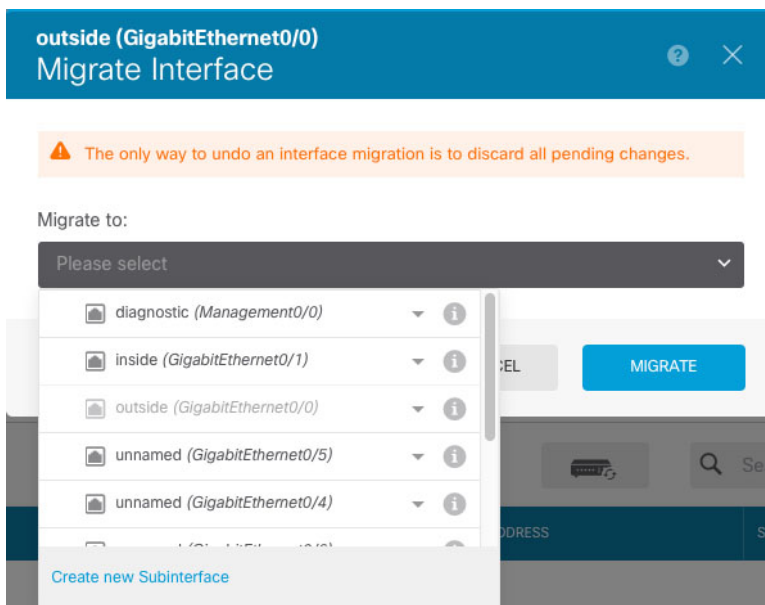 outside (GigabitEthernet0/0)
Migrate Interface
The only way to undo an interface migration is to discard all pending changes.
Migrate to:
Please select
diagnostic (Management0/0)
inside (GigabitEthernet0/1)
MIGRATE
outside (GigabitEthernet0/0)
unnamed (GigabitEthernet0/5)
unnamed (GigabitEthernet0/4)
Create new Subinterface